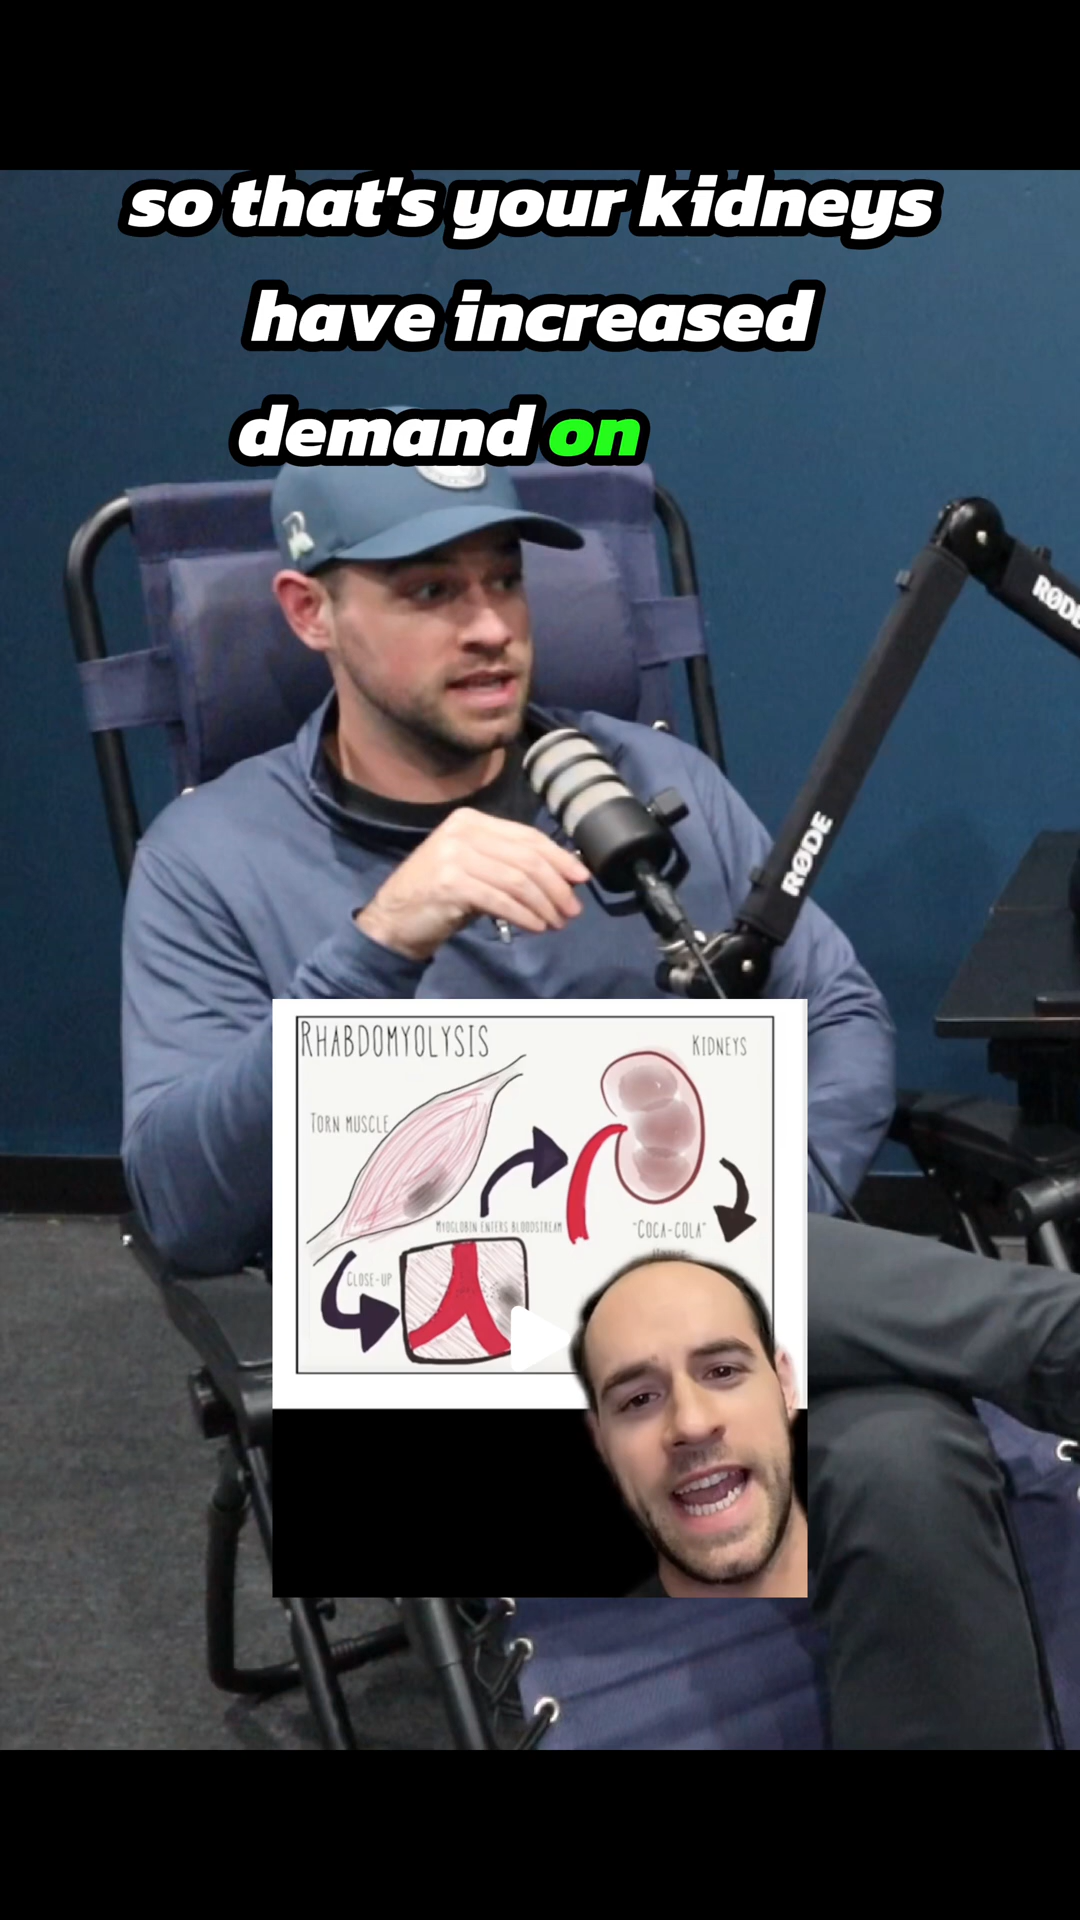 so that's your kidneys
have increased
demand on
RØDE
RØDE
RHABDOMYOLYSIS
KIDNEYS
TORN MUSCLE
MYOGLOBIN ENTERS BLOODSTREAM
"COCA-COLA"
CLOSE-UP